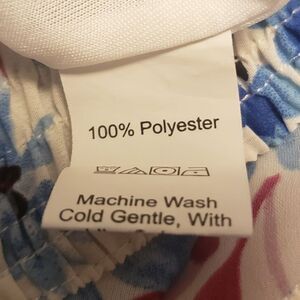 100% Polyester
Machine Wash
Cold Gentle, With